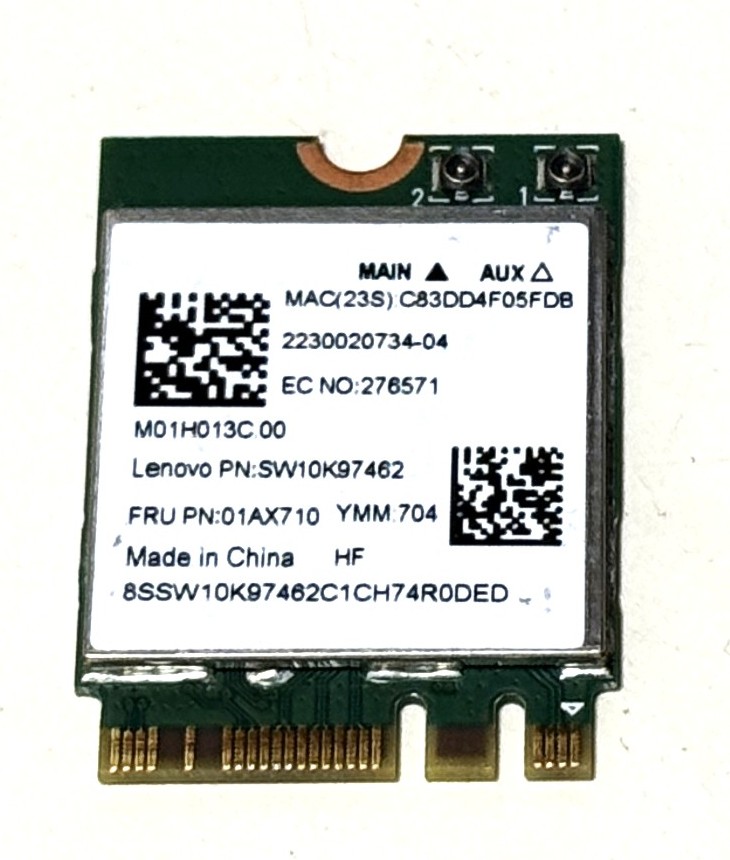 2 1
MAIN ▲ AUX △
MAC(23S):C83DD4F05FDB
2230020734-04
EC NO:276571
M01H013C.00
Lenovo PN:SW10K97462
FRU PN:01AX710 YMM:704
Made in China HF
8SSW10K97462C1CH74R0DED